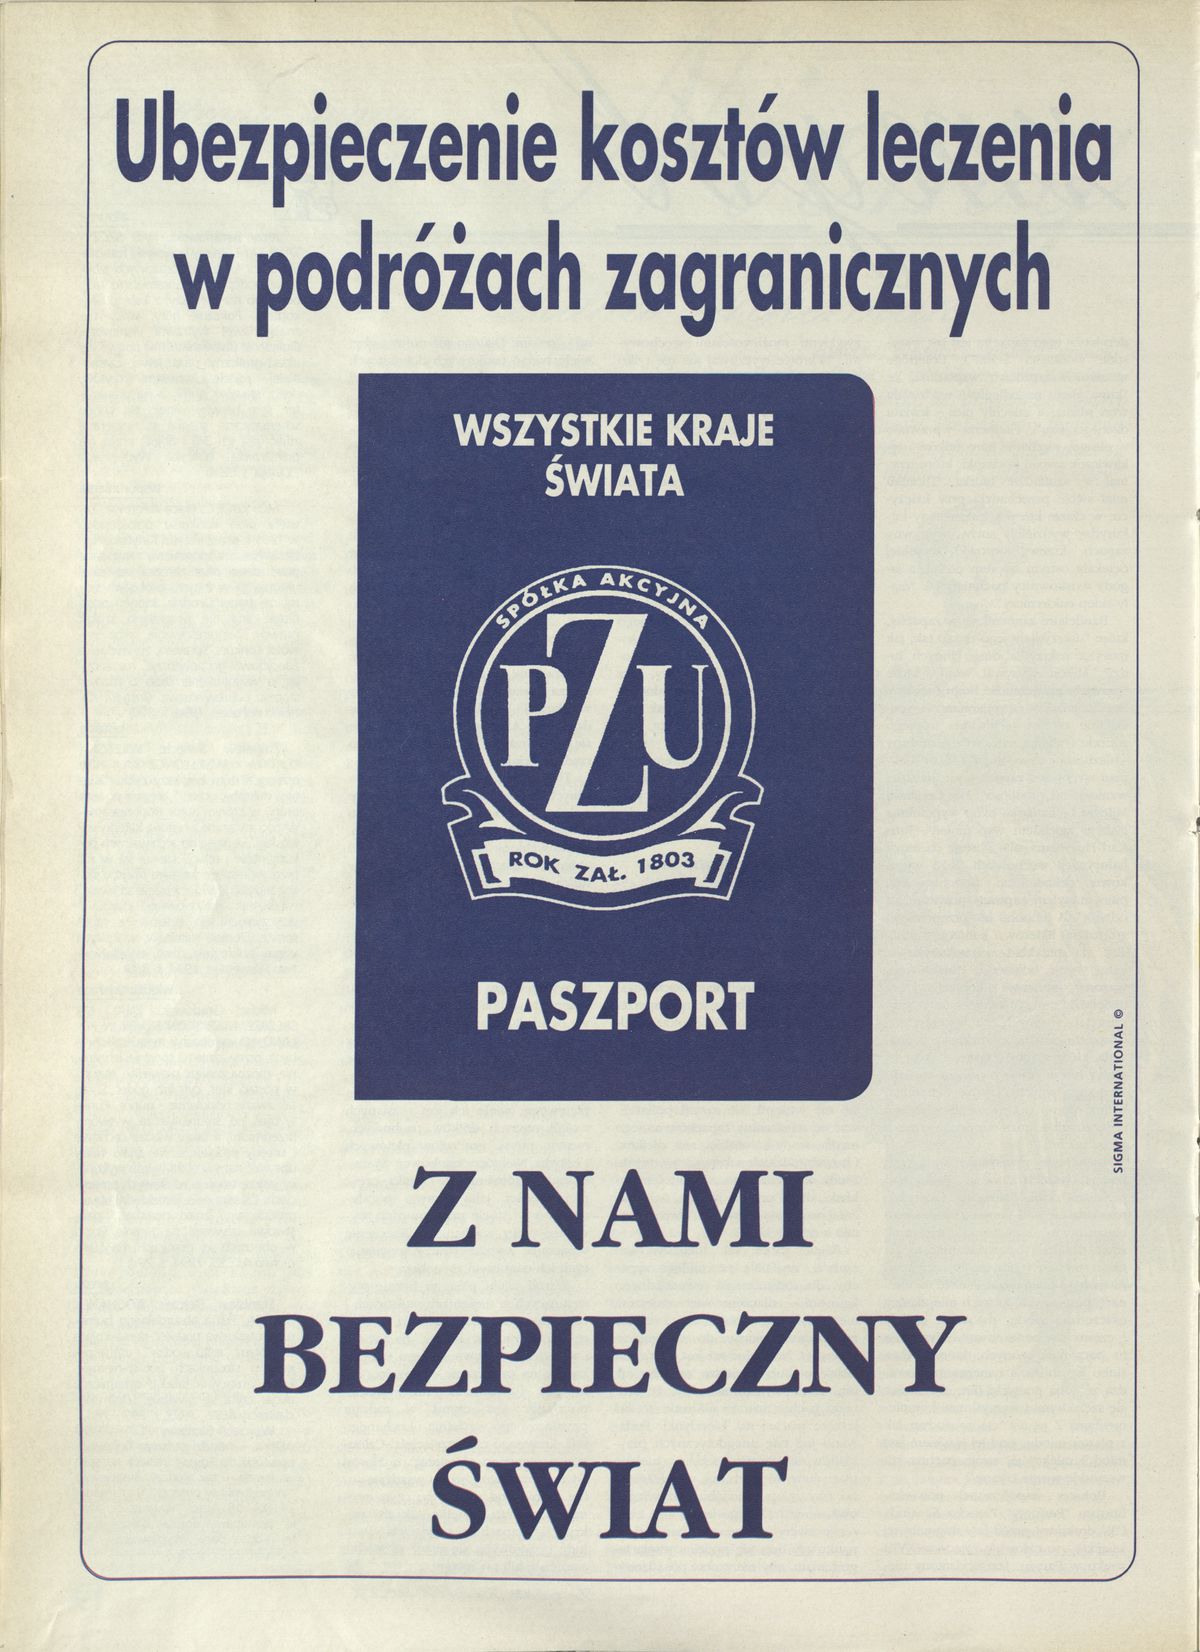 Ubezpieczenie kosztów leczenia
w podróżach zagranicznych
WSZYSTKIE KRAJE
ŚWIATA
SPÓŁKA AKCYJNA
PZU
ROK ZAŁ. 1803
PASZPORT
SIGMA INTERNATIONAL ©
Z NAMI
BEZPIECZNY
ŚWIAT